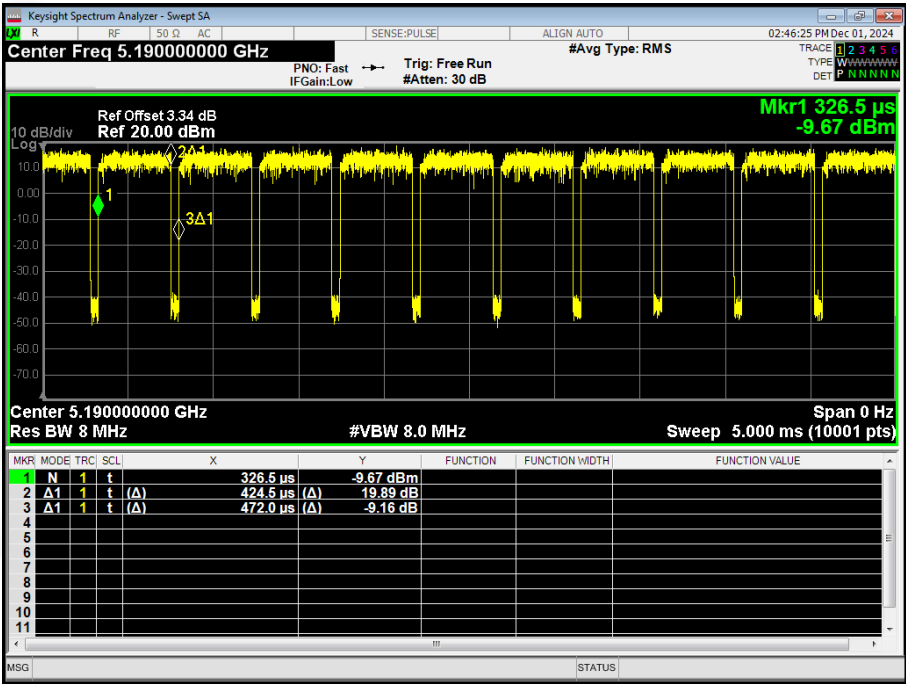 Keysight Spectrum Analyzer - Swept SA
LXI R RF 50 Ω AC SENSE:PULSE ALIGN AUTO 02:46:25 PM Dec 01, 2024
Center Freq 5.190000000 GHz #Avg Type: RMS TRACE 1 2 3 4 5 6
PNO: Fast Trig: Free Run TYPE WWWWWW
IFGain:Low #Atten: 30 dB DET P N N N N N
Mkr1 326.5 µs
Ref Offset 3.34 dB
10 dB/div Ref 20.00 dBm -9.67 dBm
Log
2Δ1
10.0
0.00
1
-10.0
3Δ1
-20.0
-30.0
-40.0
-50.0
-60.0
-70.0
Center 5.190000000 GHz Span 0 Hz
Res BW 8 MHz #VBW 8.0 MHz Sweep 5.000 ms (10001 pts)
MKR MODE TRC SCL X Y FUNCTION FUNCTION WIDTH FUNCTION VALUE
1 N 1 t 326.5 µs -9.67 dBm
2 Δ1 1 t (Δ) 424.5 µs (Δ) 19.89 dB
3 Δ1 1 t (Δ) 472.0 µs (Δ) -9.16 dB
4
5
6
7
8
9
10
11
MSG STATUS